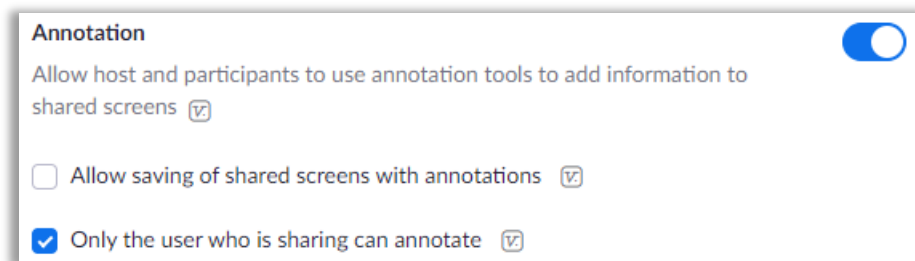 Annotation
Allow host and participants to use annotation tools to add information to
shared screens V.
Allow saving of shared screens with annotations V.
Only the user who is sharing can annotate V.